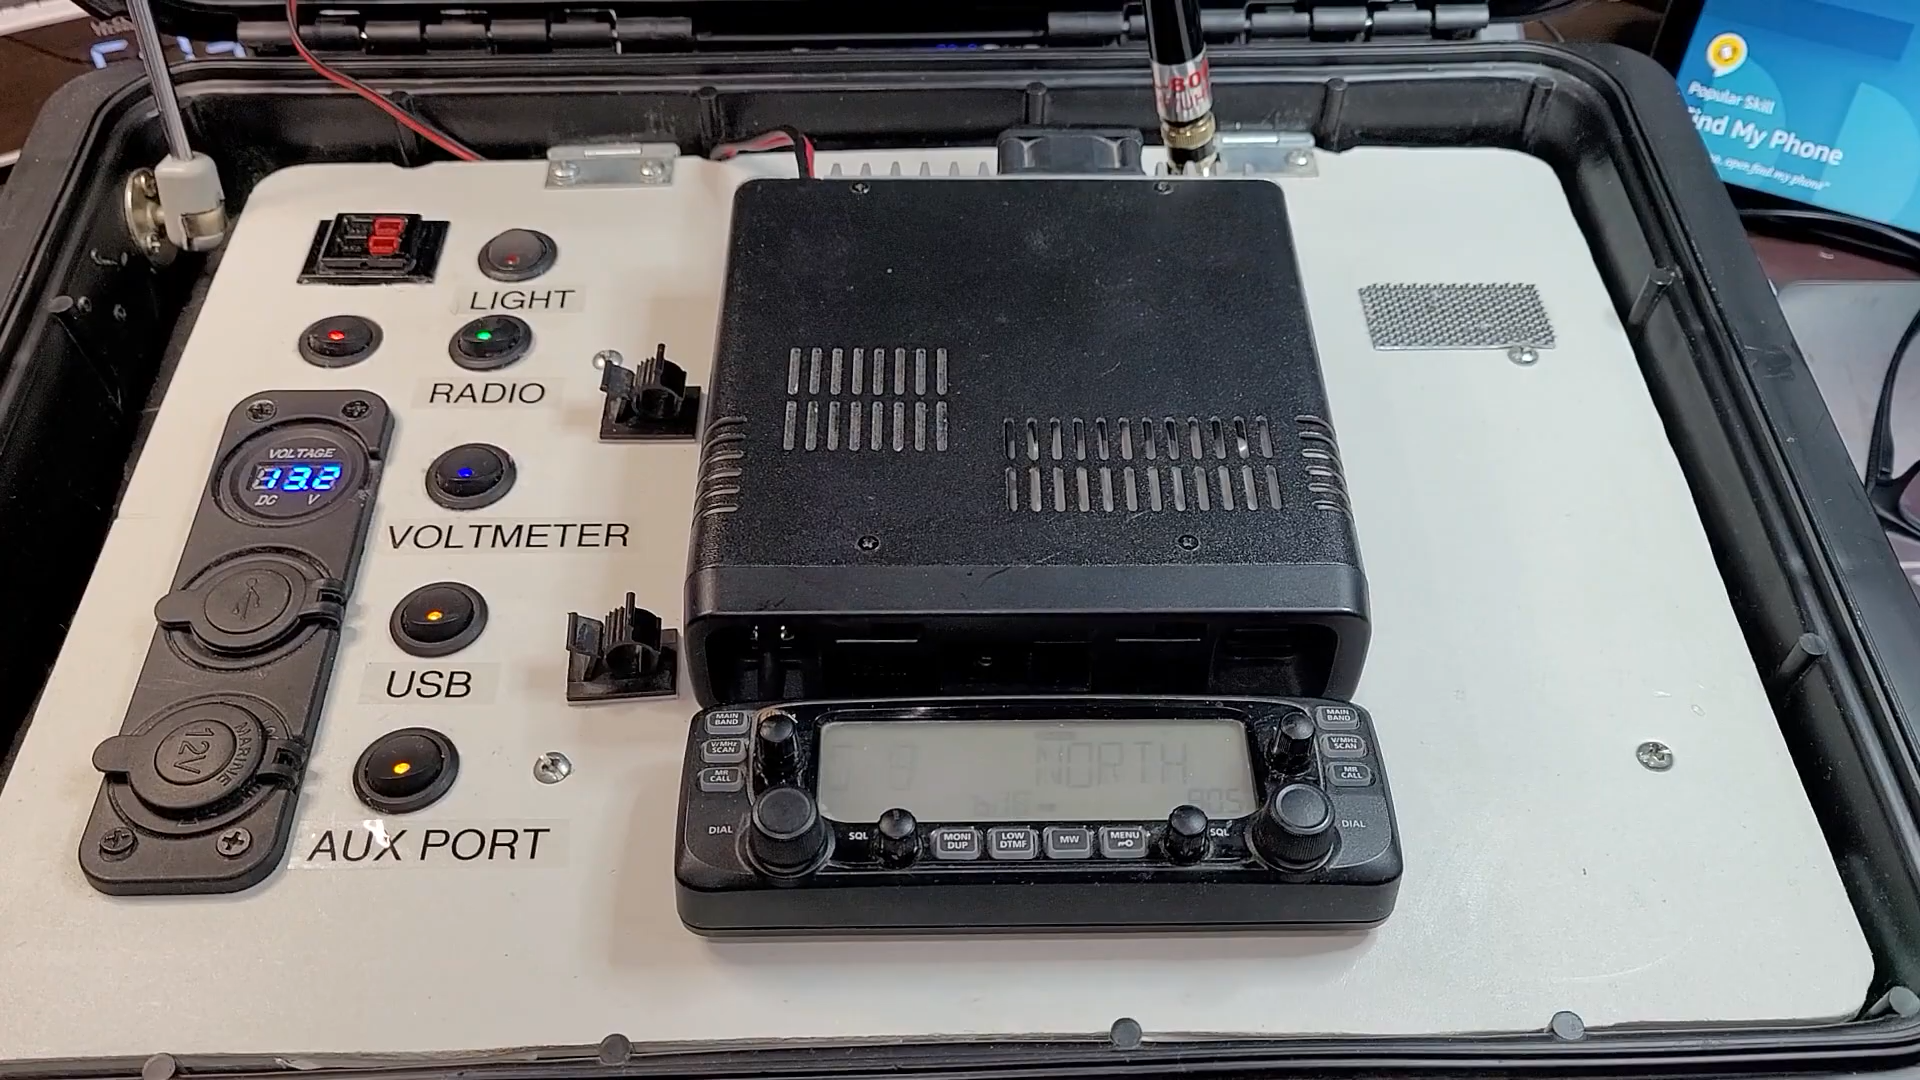 Popular Skill
Find My Phone
LIGHT
RADIO
VOLTAGE
13.2
DC V
VOLTMETER
USB
12V
MARINE
AUX PORT
MAIN BAND
V/MHz SCAN
MR CALL
DIAL
SQL
MONI DUP
LOW DTMF
MW
MENU
SQL
DIAL
MAIN BAND
V/MHz SCAN
MR CALL
NORTH
805